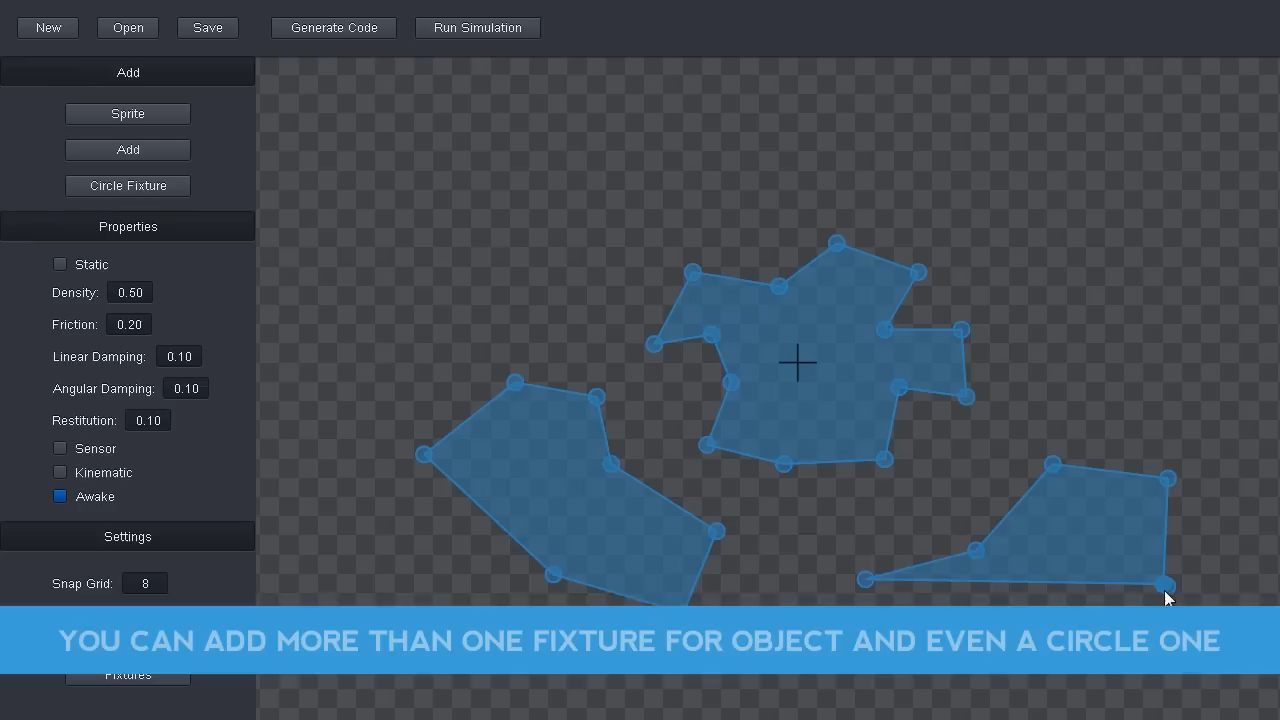 New Open Save Generate Code Run Simulation
Add
Sprite
Add
Circle Fixture
Properties
Static
Density: 0.50
Friction: 0.20
Linear Damping: 0.10
Angular Damping: 0.10
Restitution: 0.10
Sensor
Kinematic
Awake
Settings
Snap Grid: 8
YOU CAN ADD MORE THAN ONE FIXTURE FOR OBJECT AND EVEN A CIRCLE ONE
Fixtures